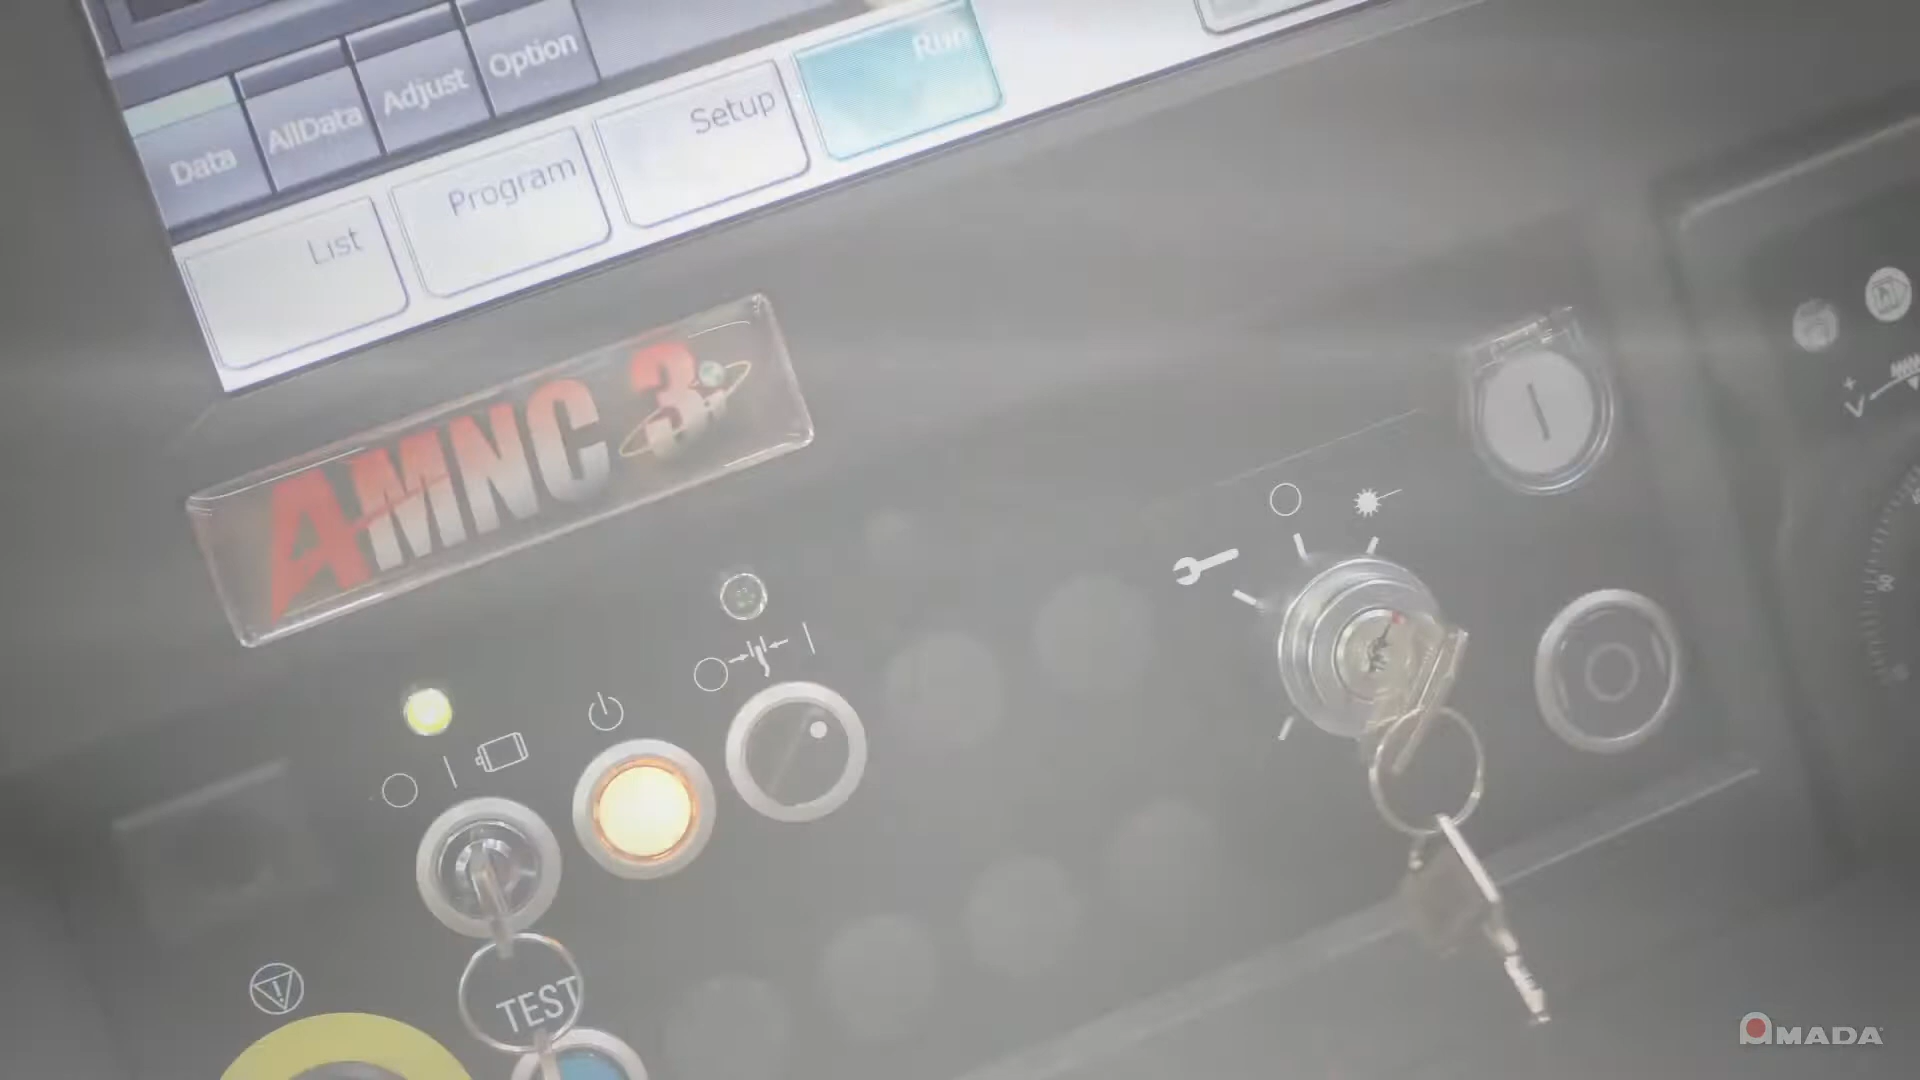 Data
AllData
Adjust
Option
List
Program
Setup
Run
AMNC 3
TEST
AMADA